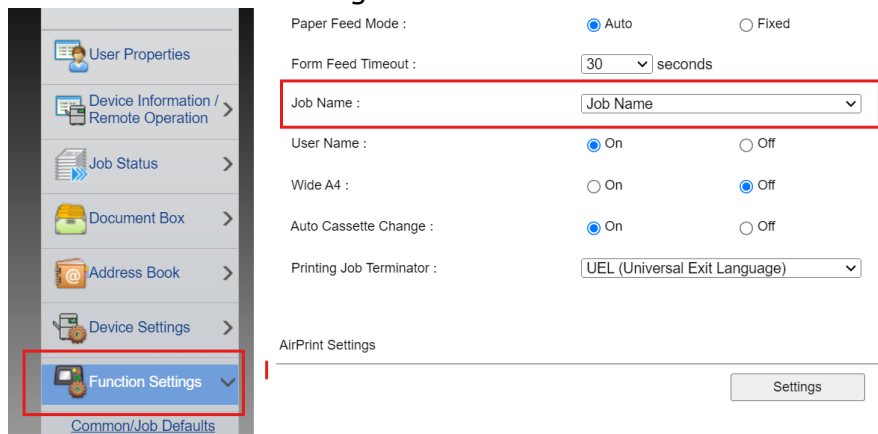 User Properties
Device Information /
Remote Operation
Job Status
Document Box
Address Book
Device Settings
Function Settings
Common/Job Defaults
Paper Feed Mode :
Auto
Fixed
Form Feed Timeout :
30
seconds
Job Name :
Job Name
User Name :
On
Off
Wide A4 :
On
Off
Auto Cassette Change :
On
Off
Printing Job Terminator :
UEL (Universal Exit Language)
AirPrint Settings
Settings